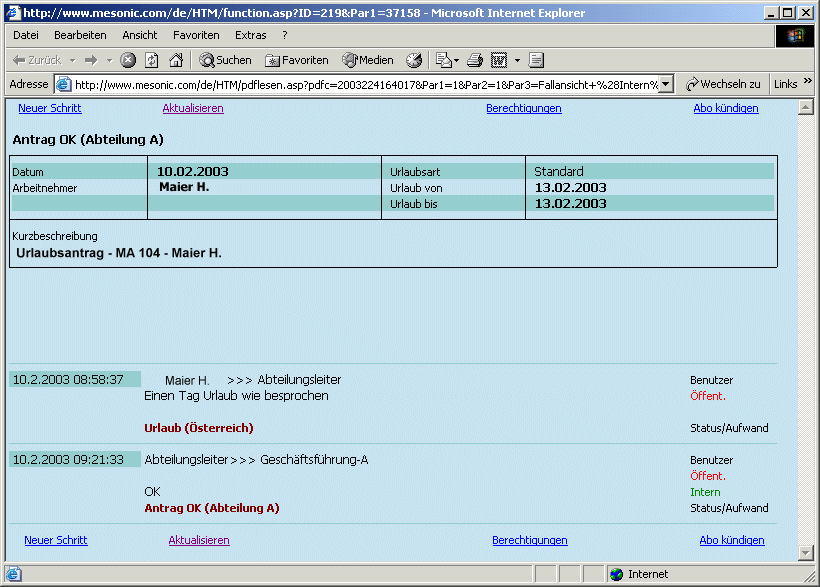 http://www.mesonic.com/de/HTM/function.asp?ID=219&Par1=37158 - Microsoft Internet Explorer
Datei Bearbeiten Ansicht Favoriten Extras ?
Zurück Suchen Favoriten Medien
Adresse http://www.mesonic.com/de/HTM/pdflesen.asp?pdfc=2003224164017&Par1=1&Par2=1&Par3=Fallansicht+%28Intern% Wechseln zu Links »
Neuer Schritt Aktualisieren Berechtigungen Abo kündigen
Antrag OK (Abteilung A)
Datum 10.02.2003 Urlaubsart Standard
Arbeitnehmer Maier H. Urlaub von 13.02.2003
Urlaub bis 13.02.2003
Kurzbeschreibung
Urlaubsantrag - MA 104 - Maier H.
10.2.2003 08:58:37 Maier H. >>> Abteilungsleiter Benutzer
Einen Tag Urlaub wie besprochen Öffent.
Urlaub (Österreich) Status/Aufwand
10.2.2003 09:21:33 Abteilungsleiter>>> Geschäftsführung-A Benutzer
Öffent.
OK Intern
Antrag OK (Abteilung A) Status/Aufwand
Neuer Schritt Aktualisieren Berechtigungen Abo kündigen
Internet